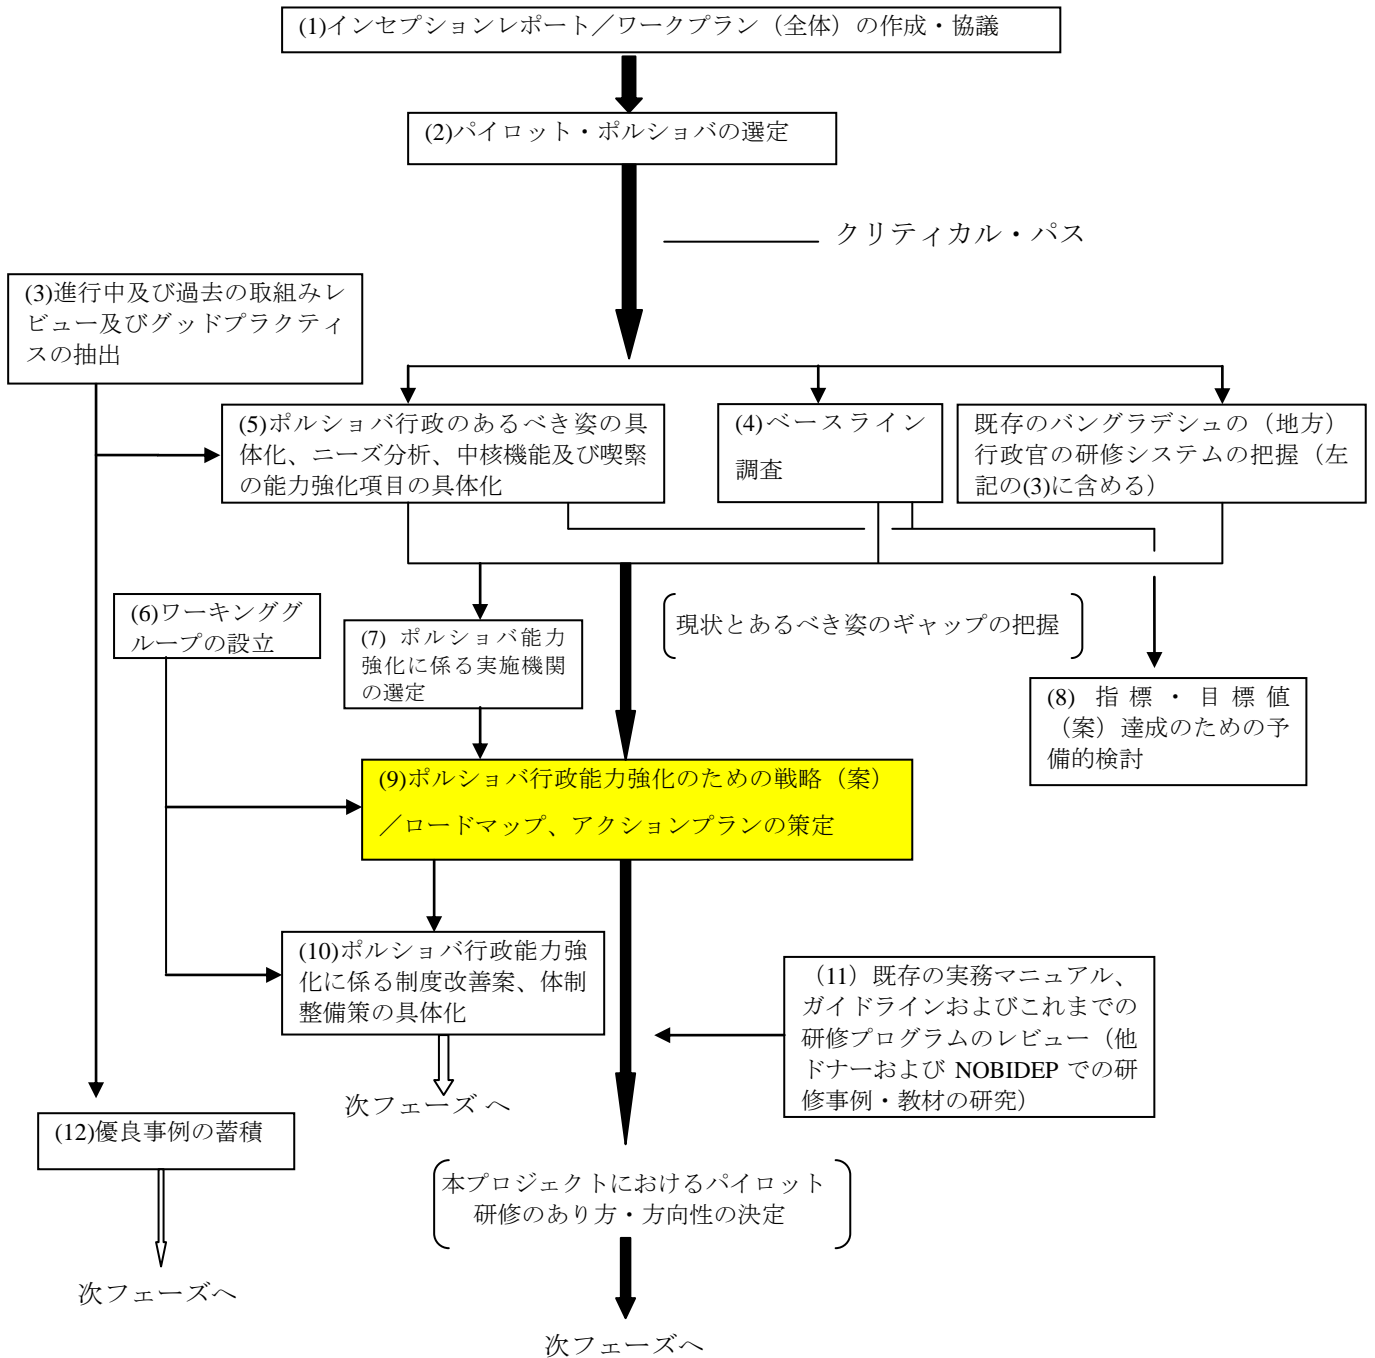 (1)インセプションレポート／ワークプラン（全体）の作成・協議
(2)パイロット・ポルショバの選定
クリティカル・パス
(3)進行中及び過去の取組みレ
ビュー及びグッドプラクティ
スの抽出
(5)ポルショバ行政のあるべき姿の具
体化、ニーズ分析、中核機能及び喫緊
の能力強化項目の具体化
(4)ベースライン
調査
既存のバングラデシュの（地方）
行政官の研修システムの把握（左
記の(3)に含める）
(6)ワーキンググ
ループの設立
(7) ポルショバ能力
強化に係る実施機関
の選定
現状とあるべき姿のギャップの把握
(8) 指標・目標値
（案）達成のための予
備的検討
(9)ポルショバ行政能力強化のための戦略（案）
／ロードマップ、アクションプランの策定
(10)ポルショバ行政能力強
化に係る制度改善案、体制
整備策の具体化
（11）既存の実務マニュアル、
ガイドラインおよびこれまでの
研修プログラムのレビュー（他
ドナーおよび NOBIDEP での研
修事例・教材の研究）
次フェーズ へ
(12)優良事例の蓄積
本プロジェクトにおけるパイロット
研修のあり方・方向性の決定
次フェーズへ
次フェーズへ